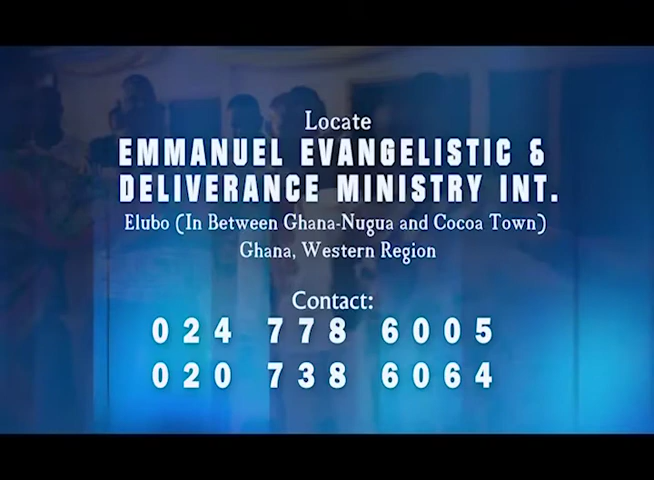 Locate
EMMANUEL EVANGELISTIC &
DELIVERANCE MINISTRY INT.
Elubo (In Between Ghana-Nugua and Cocoa Town)
Ghana, Western Region
Contact:
024 778 6005
020 738 6064